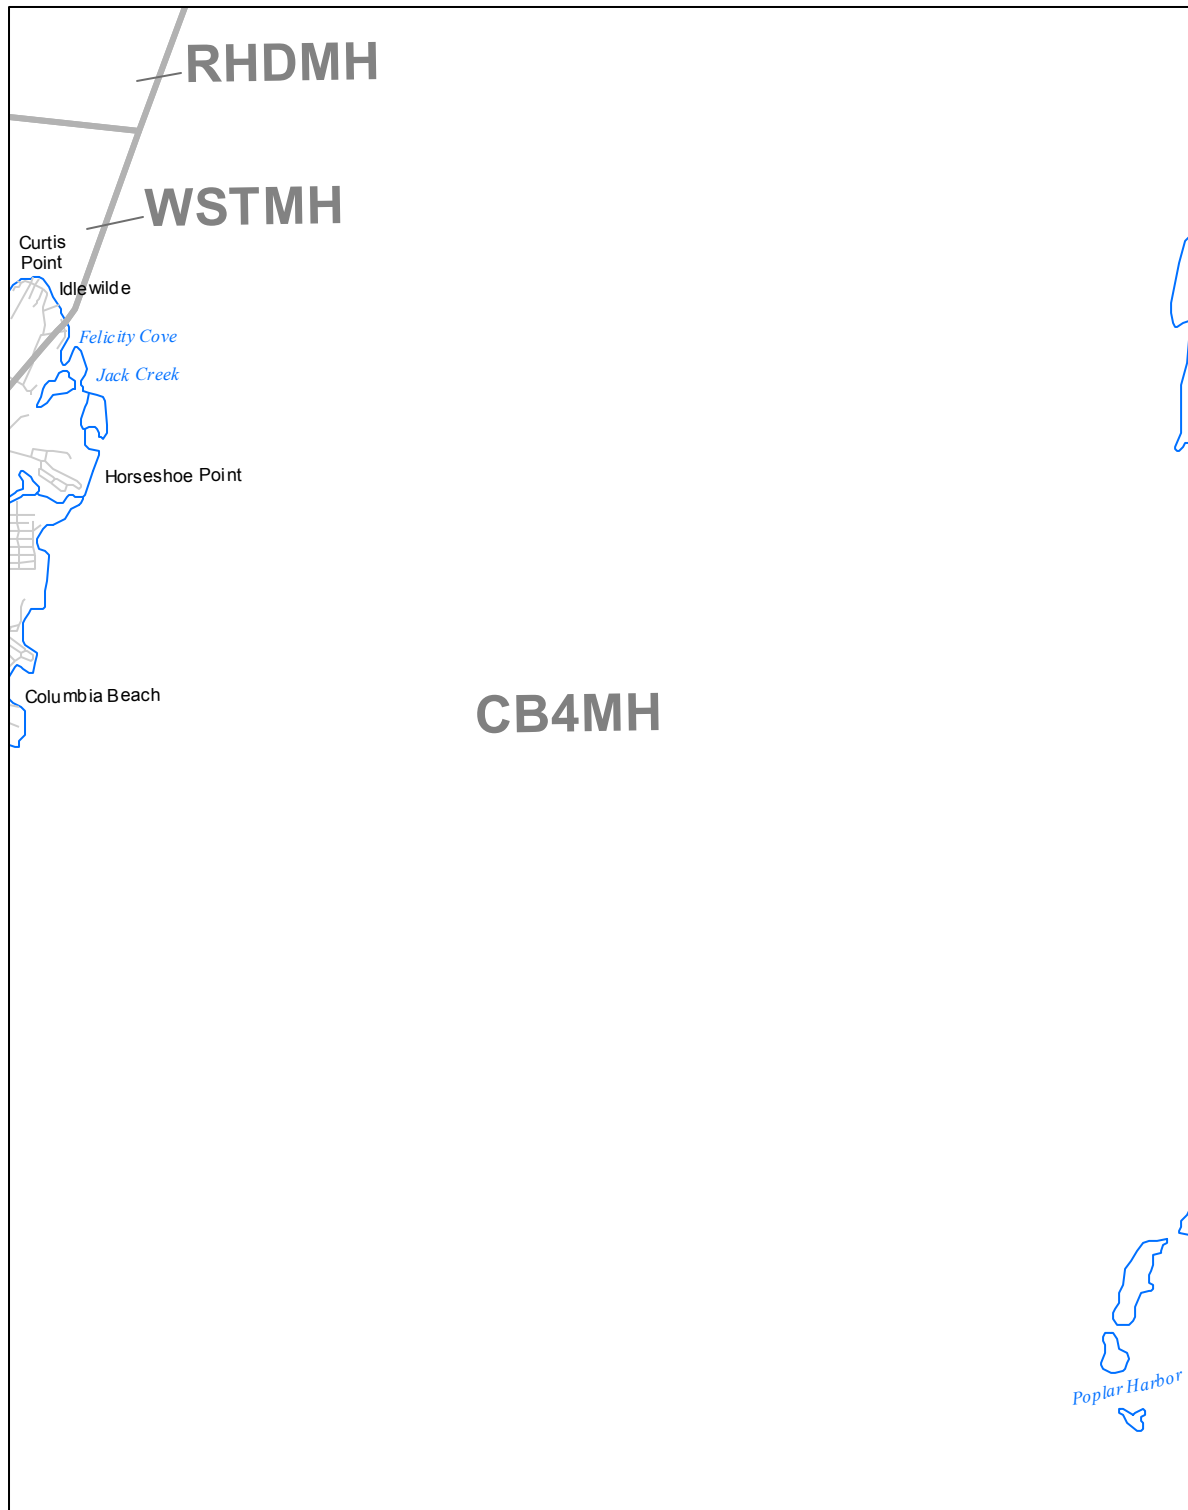 RHDMH
WSTMH
Curtis
Point
Idlewilde
Felicity Cove
Jack Creek
Horseshoe Point
Columbia Beach
CB4MH
Poplar Harbor